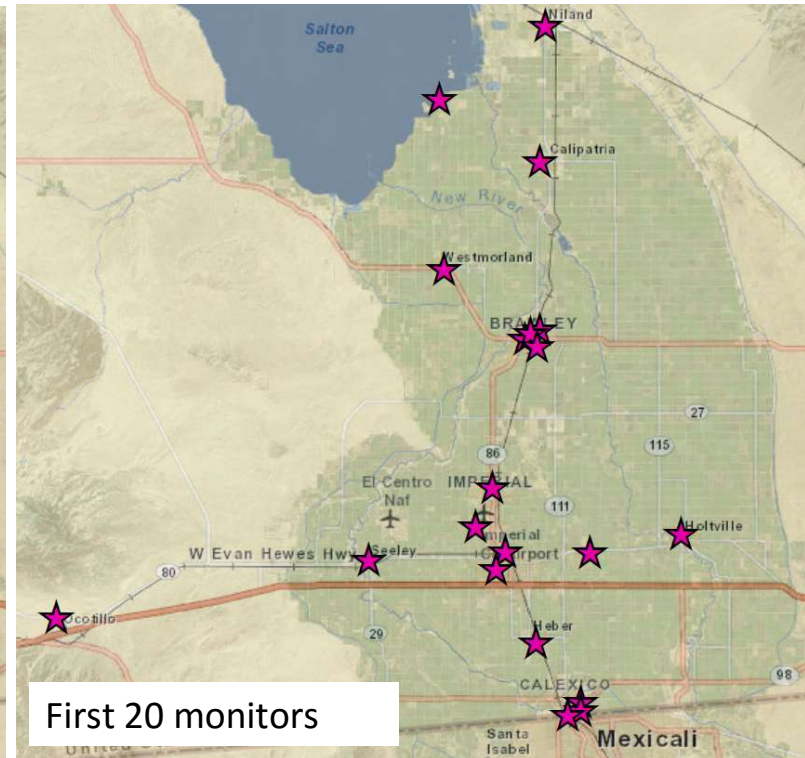 Niland
Salton
Sea
Calipatria
New River
Westmorland
BRAWLEY
27
115
86
El Centro
Naf
IMPERIAL
111
Imperial
Holtville
W Evan Hewes Hwy
Seeley
80
Ocotillo
29
Heber
98
CALEXICO
First 20 monitors
Santa
Isabel
Mexicali